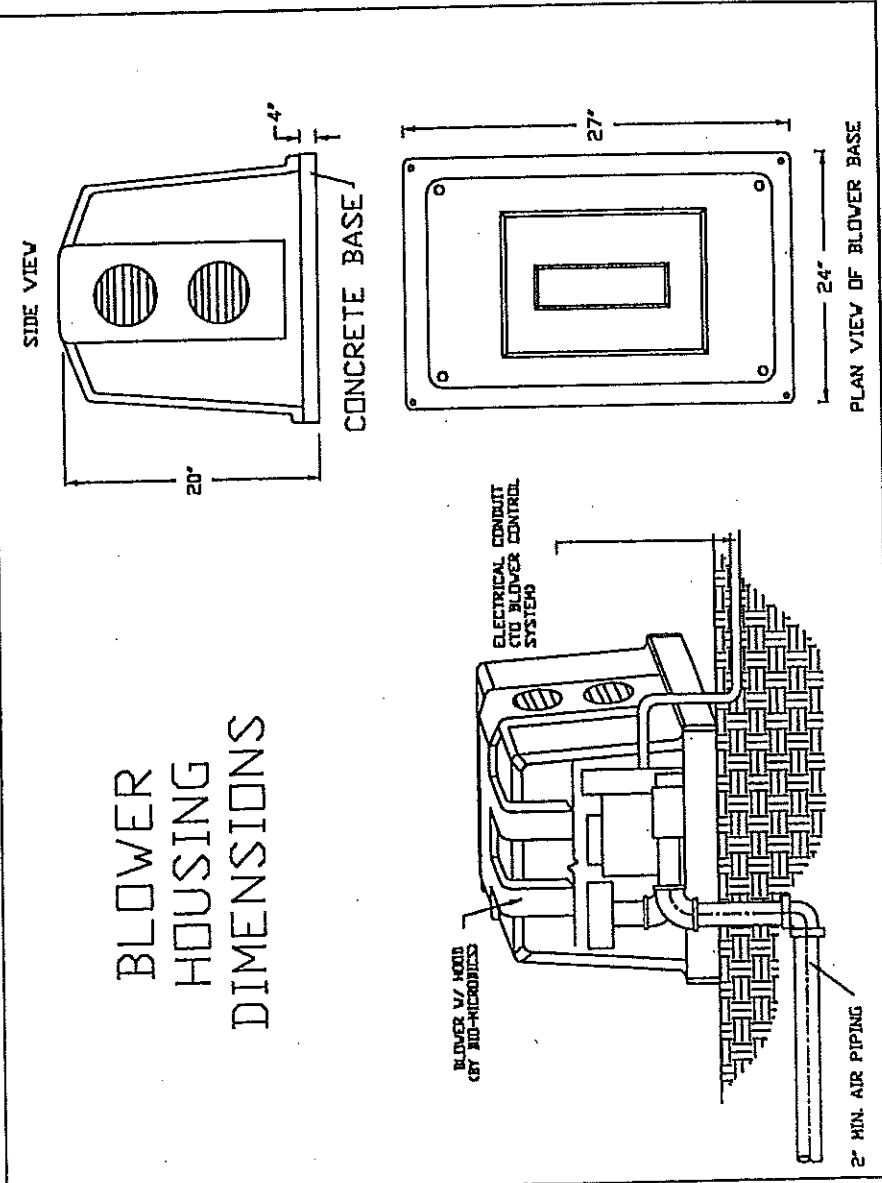 BLOWER
HOUSING
DIMENSIONS
SIDE VIEW
20"
4"
CONCRETE BASE
27"
24"
PLAN VIEW OF BLOWER BASE
BLOWER W/ HOOD
(BY BIO-MICROBICS)
ELECTRICAL CONDUIT
(TO BLOWER CONTROL
SYSTEM)
2" MIN. AIR PIPING